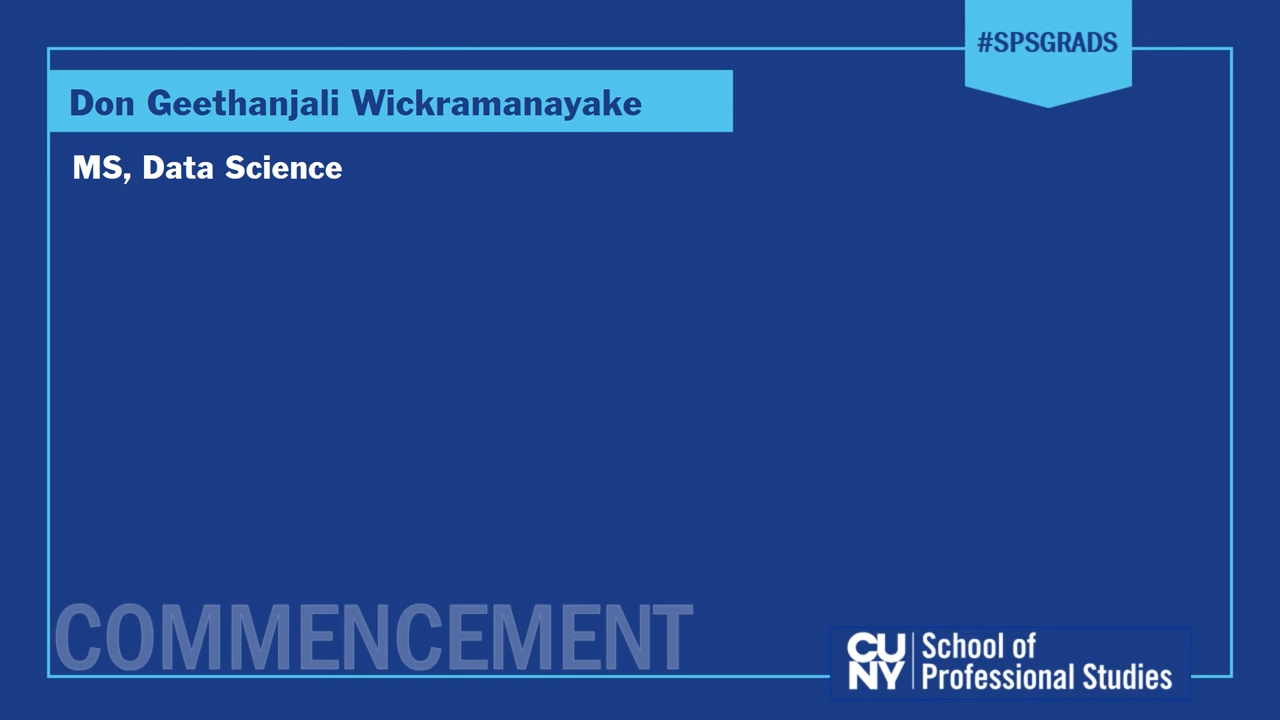 #SPSGRADS
Don Geethanjali Wickramanayake
MS, Data Science
COMMENCEMENT
CUNY
School of
Professional Studies